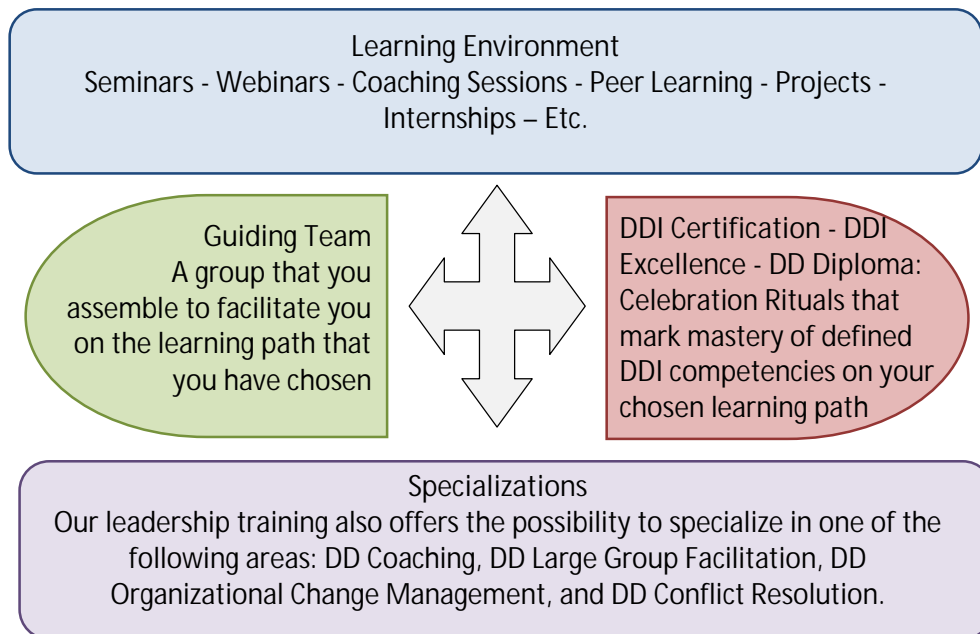 Learning Environment
Seminars - Webinars - Coaching Sessions - Peer Learning - Projects -
Internships – Etc.
Guiding Team
A group that you
assemble to facilitate you
on the learning path that
you have chosen
DDI Certification - DDI
Excellence - DD Diploma:
Celebration Rituals that
mark mastery of defined
DDI competencies on your
chosen learning path
Specializations
Our leadership training also offers the possibility to specialize in one of the
following areas: DD Coaching, DD Large Group Facilitation, DD
Organizational Change Management, and DD Conflict Resolution.